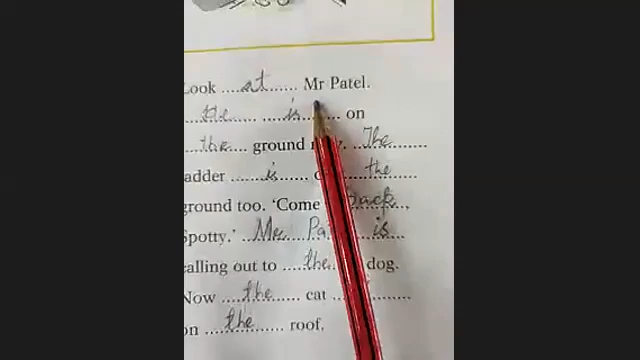 Look ....at...... Mr Patel.
....the...... ....is....... on
....the..... ground ....The......
adder ....is...... ....the....
ground too. 'Come back...,
Spotty.' ..Mr... Pa is..
calling out to ....the... dog.
Now ....the..... cat ..............
on ....the....... roof.